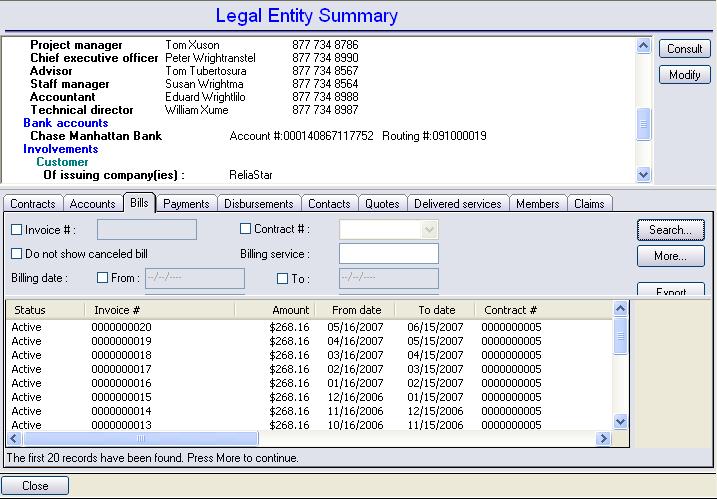 Legal Entity Summary
Project manager Tom Xuson 877 734 8786
Chief executive officer Peter Wrightranstel 877 734 8990
Advisor Tom Tubertosura 877 734 8567
Staff manager Susan Wrightma 877 734 8564
Accountant Eduard Wrightlilo 877 734 8988
Technical director William Xume 877 734 8987
Bank accounts
Chase Manhattan Bank Account #:000140867117752 Routing #:091000019
Involvements
Customer
Of issuing company(ies) : ReliaStar
Consult
Modify
Contracts Accounts Bills Payments Disbursements Contacts Quotes Delivered services Members Claims
Invoice # : Contract # : Search...
Do not show canceled bill Billing service : More...
Billing date : From : --/--/---- To : --/--/----
Export
Status Invoice # Amount From date To date Contract #
Active 0000000020 $268.16 05/16/2007 06/15/2007 0000000005
Active 0000000019 $268.16 04/16/2007 05/15/2007 0000000005
Active 0000000018 $268.16 03/16/2007 04/15/2007 0000000005
Active 0000000017 $268.16 02/16/2007 03/15/2007 0000000005
Active 0000000016 $268.16 01/16/2007 02/15/2007 0000000005
Active 0000000015 $268.16 12/16/2006 01/15/2007 0000000005
Active 0000000014 $268.16 11/16/2006 12/15/2006 0000000005
Active 0000000013 $268.16 10/16/2006 11/15/2006 0000000005
The first 20 records have been found. Press More to continue.
Close